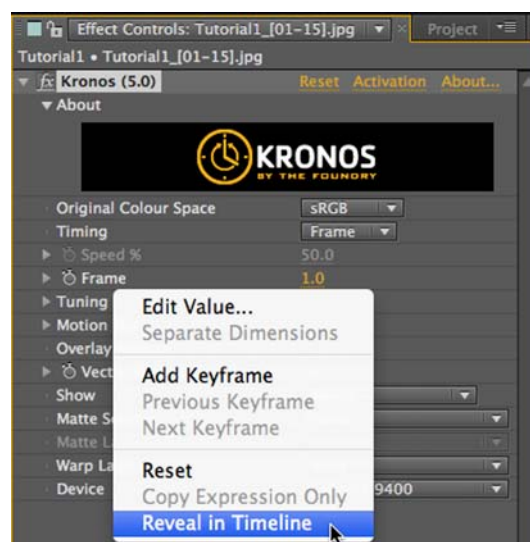 Effect Controls: Tutorial1_[01-15].jpg Project
Tutorial1 • Tutorial1_[01-15].jpg
fx Kronos (5.0) Reset Activation About...
About
KRONOS
BY THE FOUNDRY
Original Colour Space sRGB
Timing Frame
Speed % 50.0
Frame 1.0
Tuning
Motion
Overlay
Vect
Show
Matte S
Matte L
Warp La
Device 9400
Edit Value...
Separate Dimensions
Add Keyframe
Previous Keyframe
Next Keyframe
Reset
Copy Expression Only
Reveal in Timeline